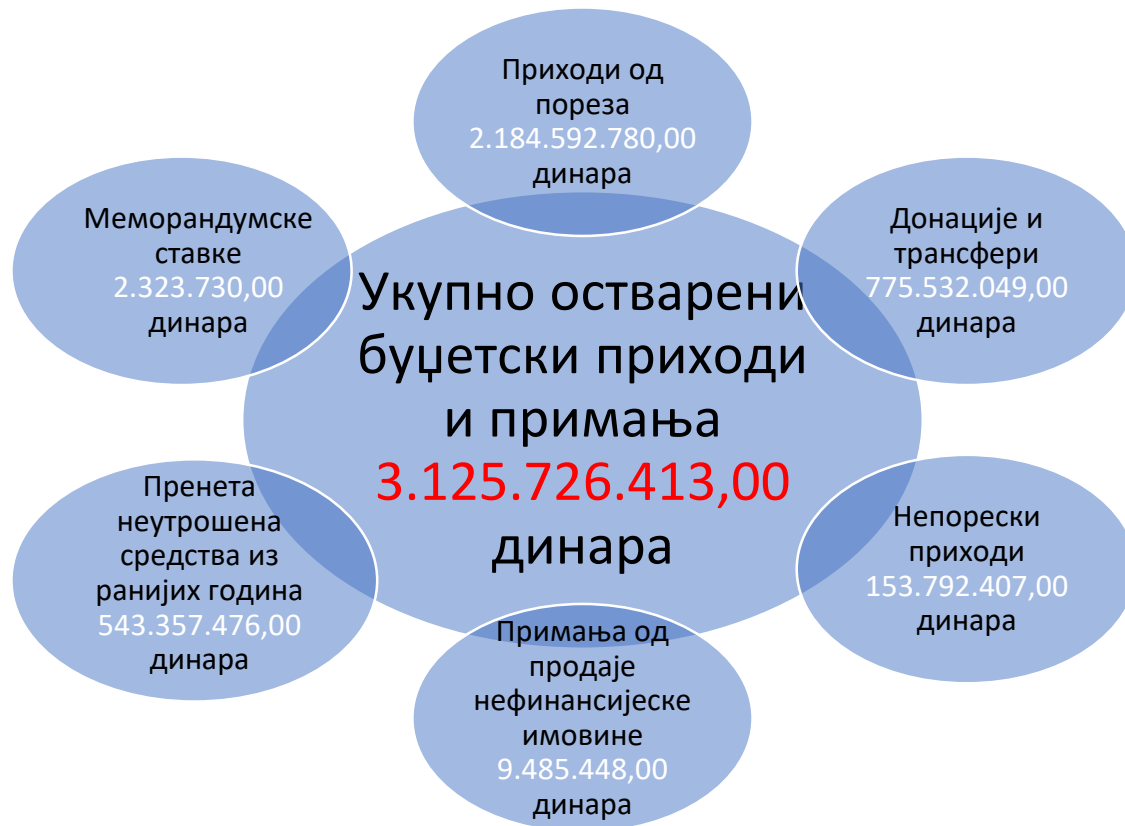 Приходи од
пореза
2.184.592.780,00
динара
Меморандумске
ставке
2.323.730,00
динара
Донације и
трансфери
775.532.049,00
динара
Укупно остварени
буџетски приходи
и примања
3.125.726.413,00
динара
Пренета
неутрошена
средства из
ранијих година
543.357.476,00
динара
Непорески
приходи
153.792.407,00
динара
Примања од
продаје
нефинансијеске
имовине
9.485.448,00
динара